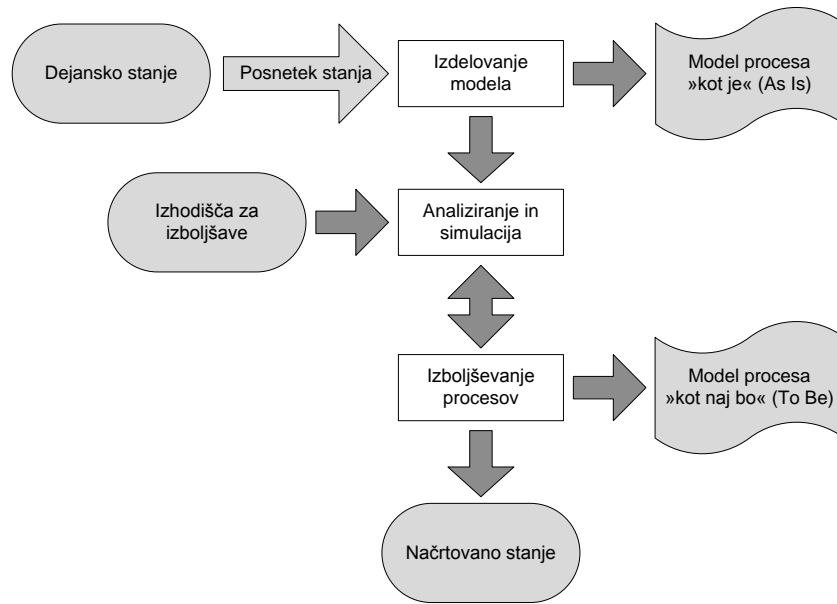 Dejansko stanje
Posnetek stanja
Izdelovanje
modela
Model procesa
»kot je« (As Is)
Izhodišča za
izboljšave
Analiziranje in
simulacija
Izboljševanje
procesov
Model procesa
»kot naj bo« (To Be)
Načrtovano stanje